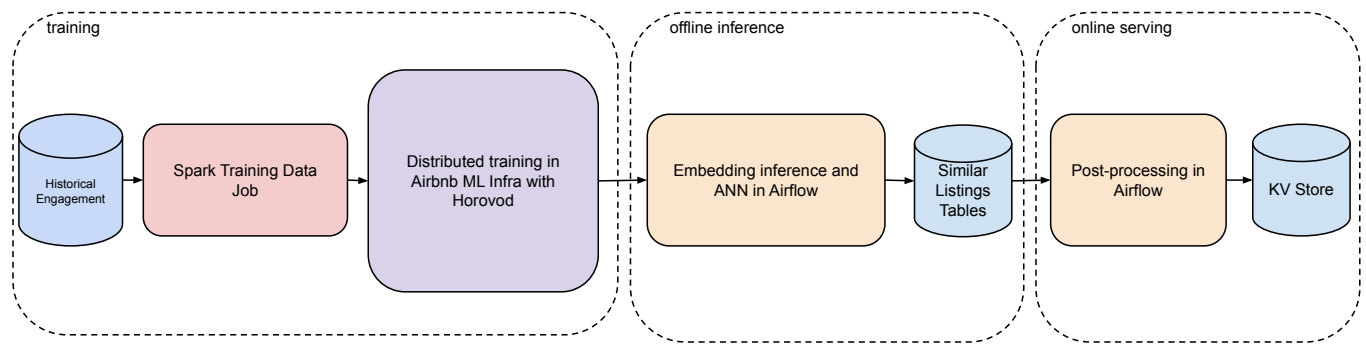 training
offline inference
online serving
Historical
Engagement
Spark Training Data
Job
Distributed training in
Airbnb ML Infra with
Horovod
Embedding inference and
ANN in Airflow
Similar
Listings
Tables
Post-processing in
Airflow
KV Store